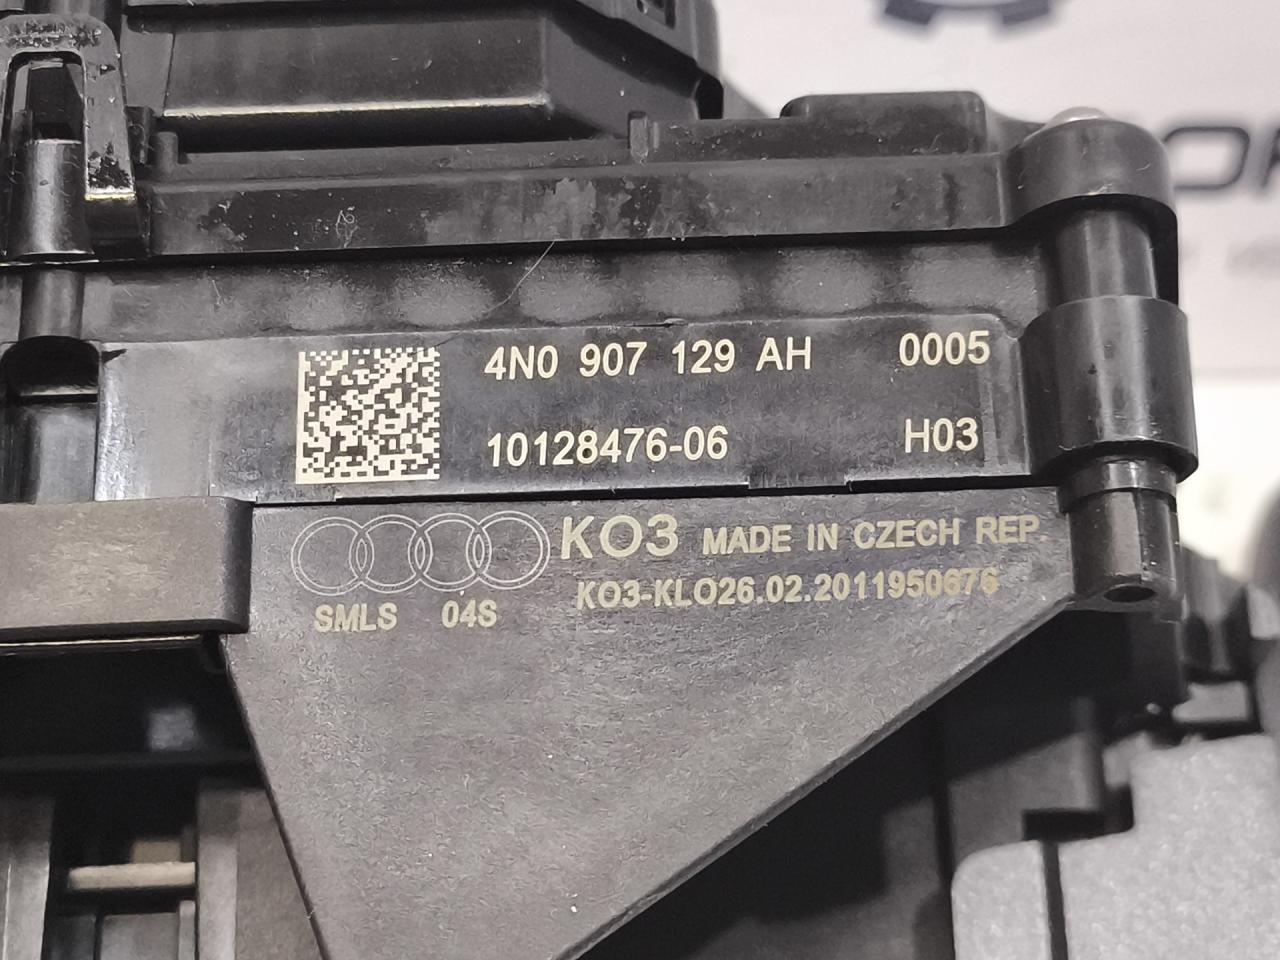 4N0 907 129 AH 0005
10128476-06 H03
KO3 MADE IN CZECH REP.
KO3-KLO26.02.2011950676
SMLS 04S